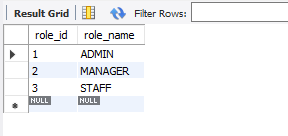 Result Grid Filter Rows:
role_id role_name
1 ADMIN
2 MANAGER
3 STAFF
NULL NULL